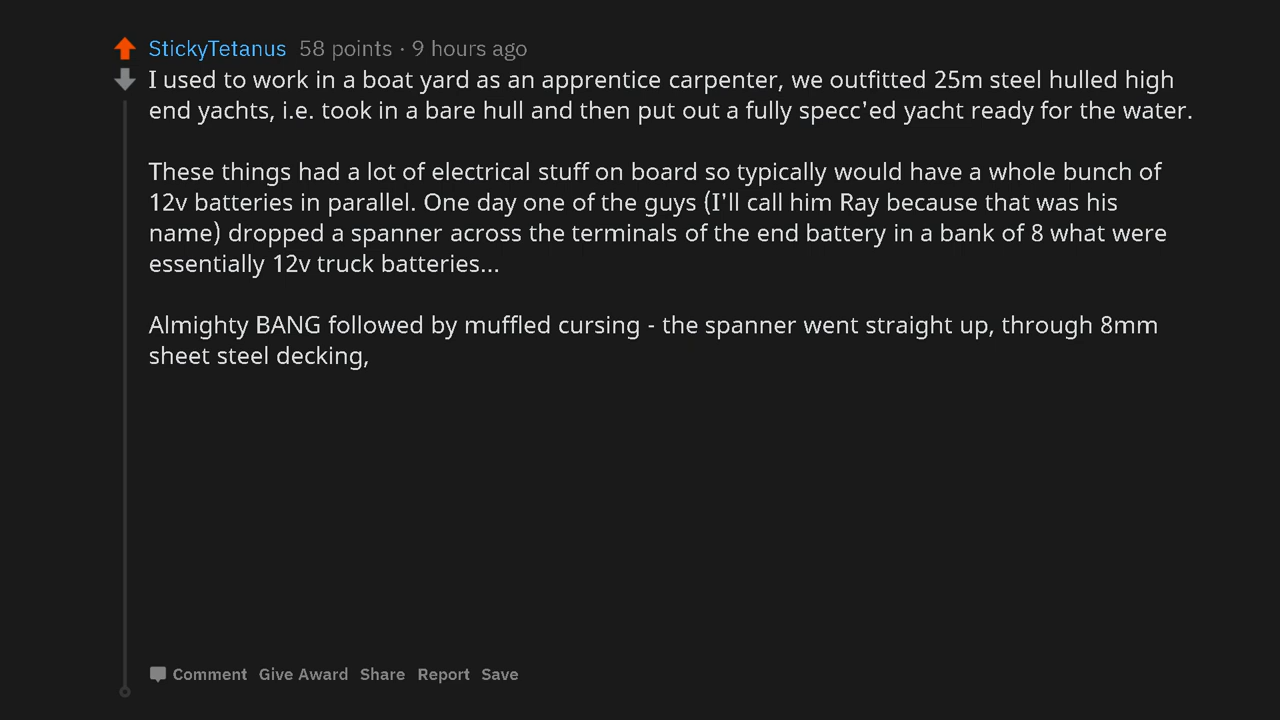 StickyTetanus 58 points · 9 hours ago
I used to work in a boat yard as an apprentice carpenter, we outfitted 25m steel hulled high
end yachts, i.e. took in a bare hull and then put out a fully specc'ed yacht ready for the water.
These things had a lot of electrical stuff on board so typically would have a whole bunch of
12v batteries in parallel. One day one of the guys (I'll call him Ray because that was his
name) dropped a spanner across the terminals of the end battery in a bank of 8 what were
essentially 12v truck batteries...
Almighty BANG followed by muffled cursing - the spanner went straight up, through 8mm
sheet steel decking,
Comment Give Award Share Report Save